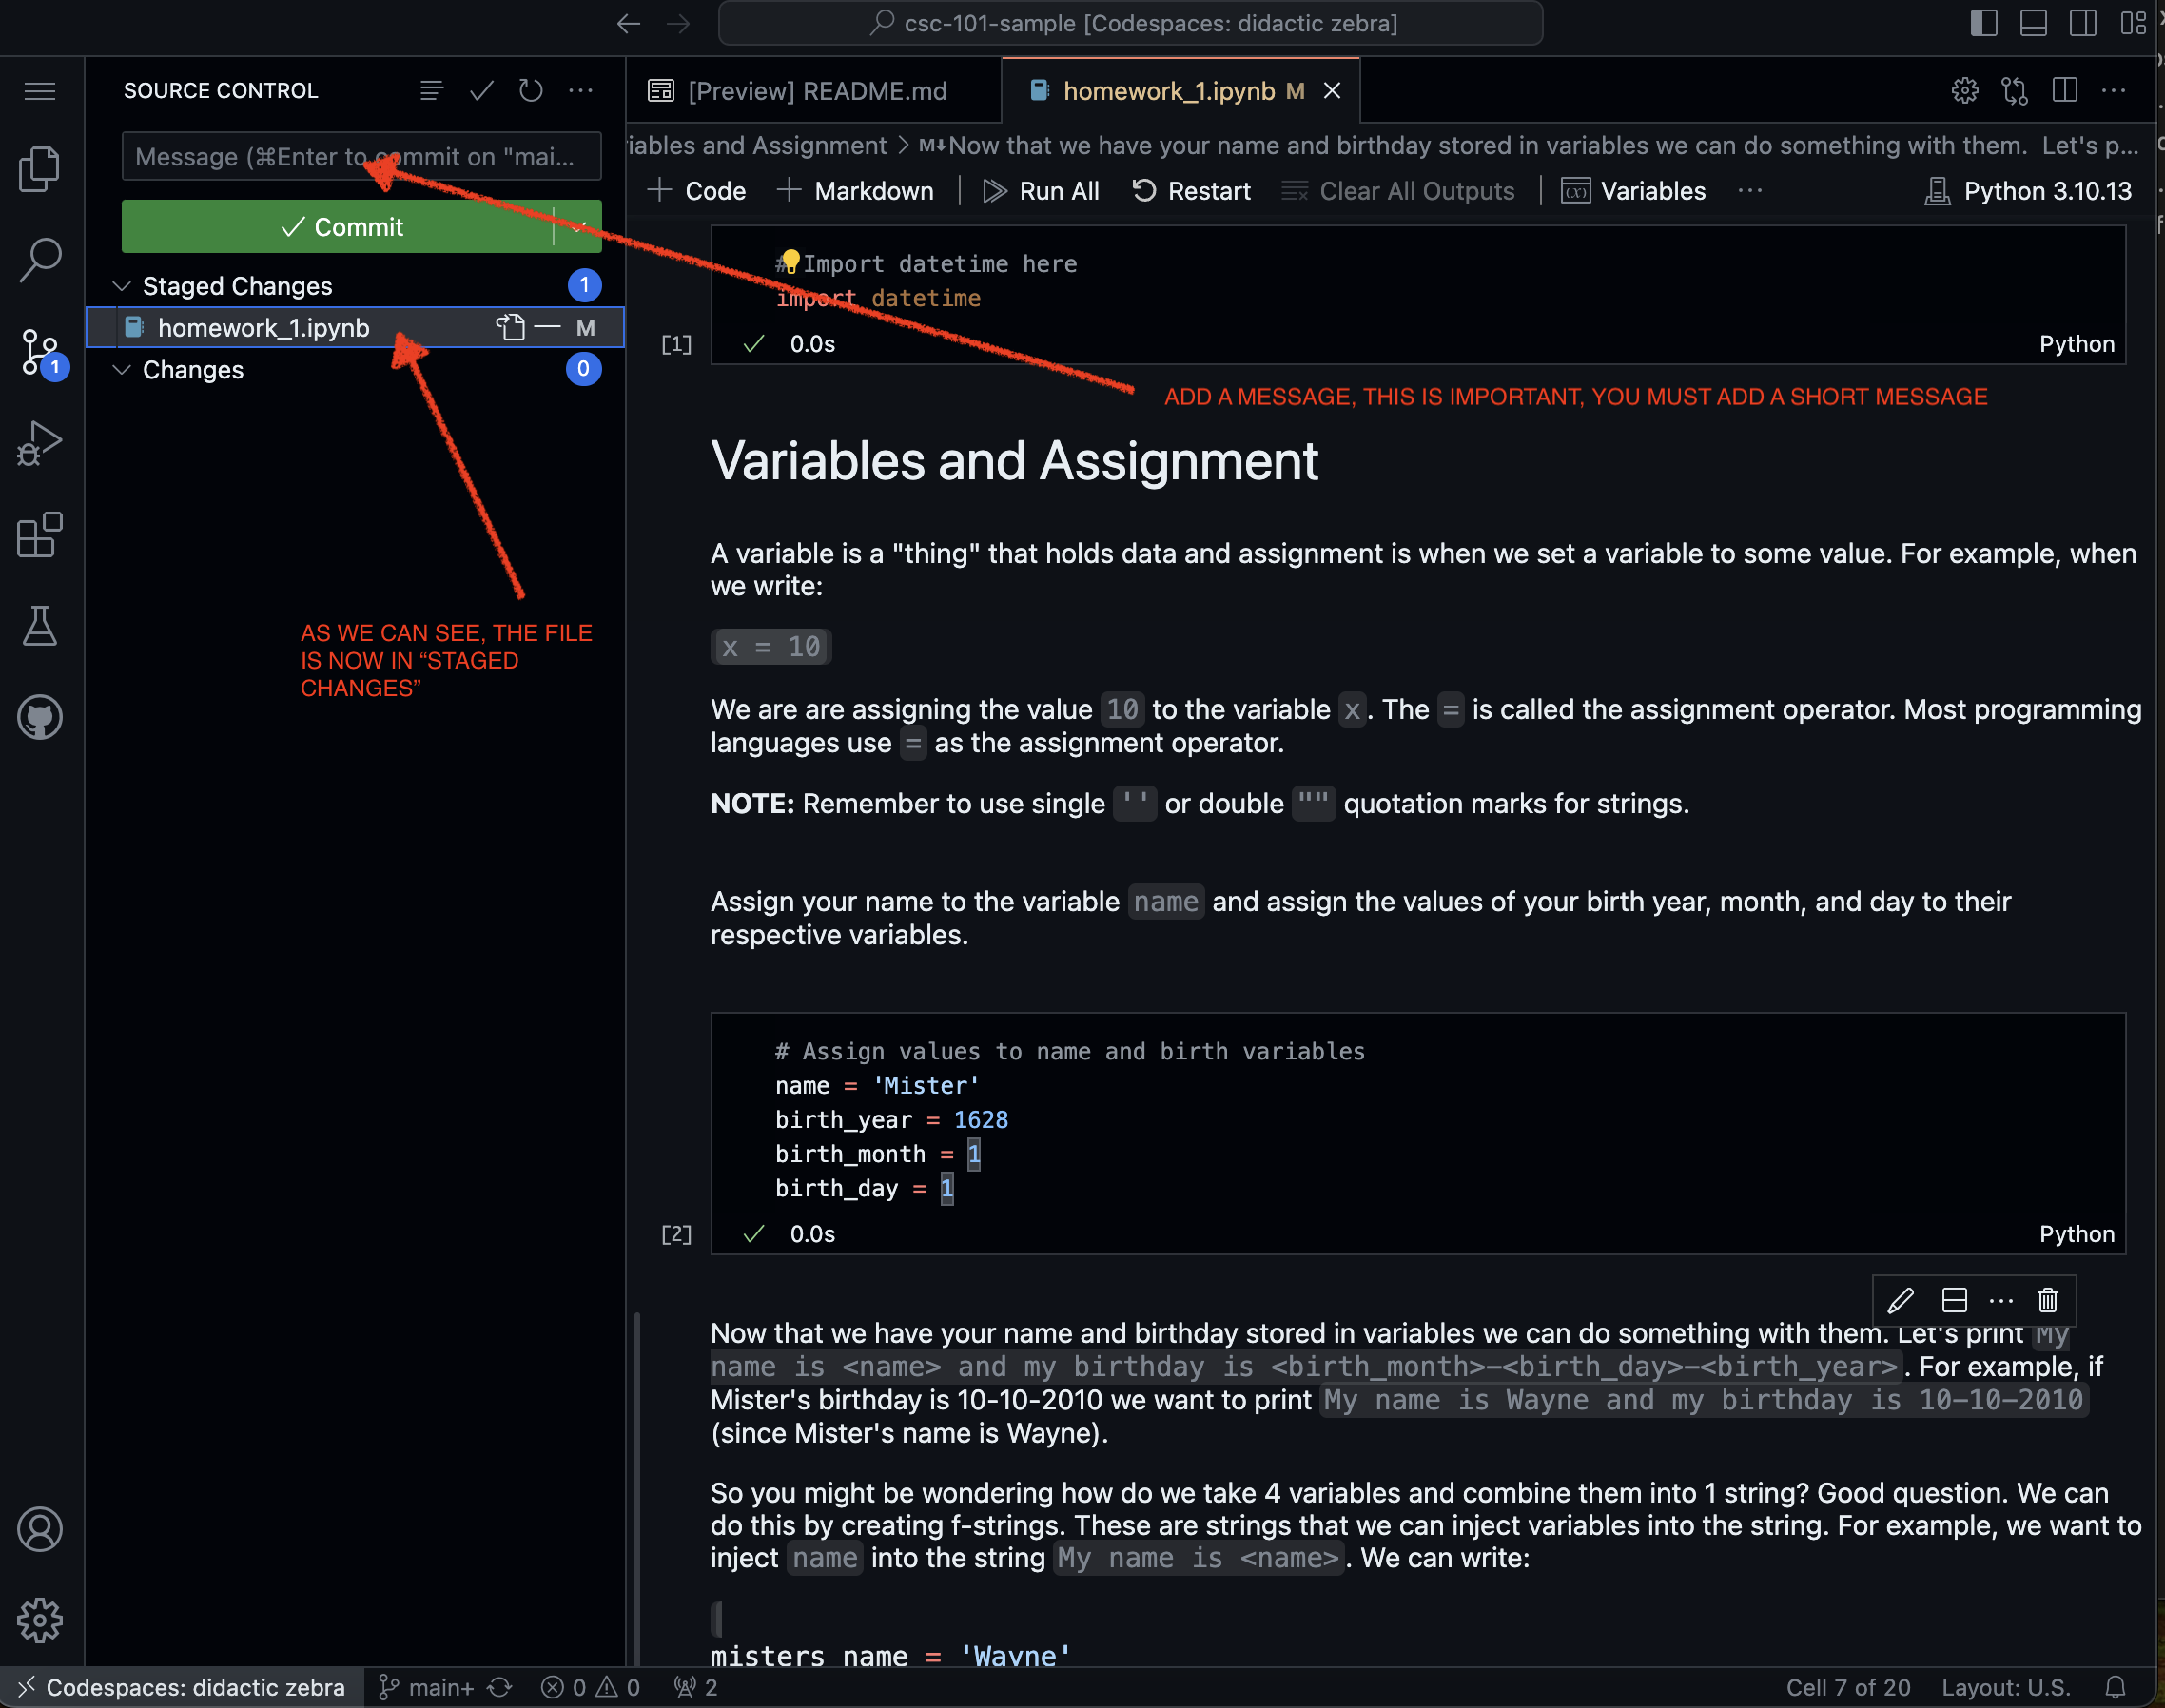 csc-101-sample [Codespaces: didactic zebra]
SOURCE CONTROL
Message (⌘Enter to commit on "mai...
Commit
Staged Changes 1
homework_1.ipynb M
Changes 0
1
AS WE CAN SEE, THE FILE
IS NOW IN “STAGED
CHANGES”
[Preview] README.md
homework_1.ipynb M
iables and Assignment > M↓Now that we have your name and birthday stored in variables we can do something with them. Let's p...
Code Markdown Run All Restart Clear All Outputs Variables ... Python 3.10.13
# Import datetime here
import datetime
[1] 0.0s Python
ADD A MESSAGE, THIS IS IMPORTANT, YOU MUST ADD A SHORT MESSAGE
Variables and Assignment
A variable is a "thing" that holds data and assignment is when we set a variable to some value. For example, when
we write:
x = 10
We are are assigning the value 10 to the variable x. The = is called the assignment operator. Most programming
languages use = as the assignment operator.
NOTE: Remember to use single '' or double "" quotation marks for strings.
Assign your name to the variable name and assign the values of your birth year, month, and day to their
respective variables.
# Assign values to name and birth variables
name = 'Mister'
birth_year = 1628
birth_month = 1
birth_day = 1
[2] 0.0s Python
Now that we have your name and birthday stored in variables we can do something with them. Let's print My
name is <name> and my birthday is <birth_month>-<birth_day>-<birth_year>. For example, if
Mister's birthday is 10-10-2010 we want to print My name is Wayne and my birthday is 10-10-2010
(since Mister's name is Wayne).
So you might be wondering how do we take 4 variables and combine them into 1 string? Good question. We can
do this by creating f-strings. These are strings that we can inject variables into the string. For example, we want to
inject name into the string My name is <name>. We can write:
misters_name = 'Wayne'
Codespaces: didactic zebra main+ 0 0 2 Cell 7 of 20 Layout: U.S.